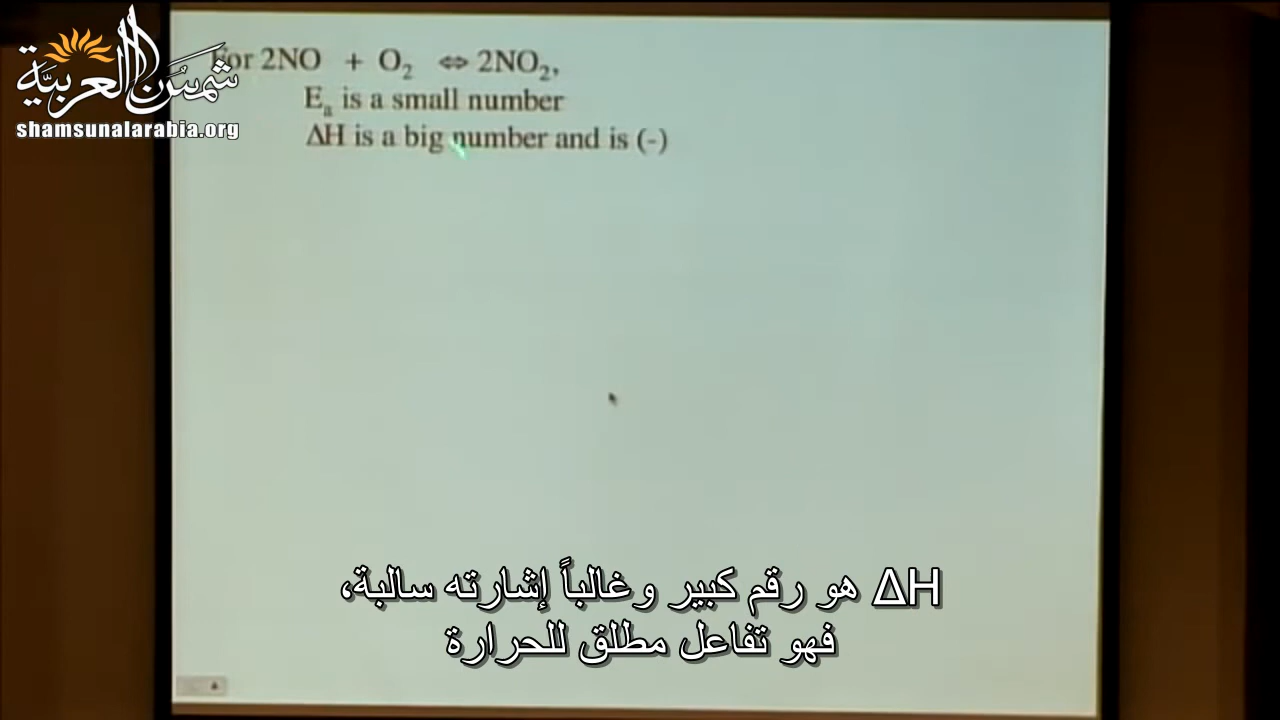 شمسن العربية
shamsunalarabia.org
For 2NO + O₂ ⇔ 2NO₂,
Eₐ is a small number
ΔH is a big number and is (-)
ΔH هو رقم كبير وغالباً إشارته سالبة،
فهو تفاعل مطلق للحرارة